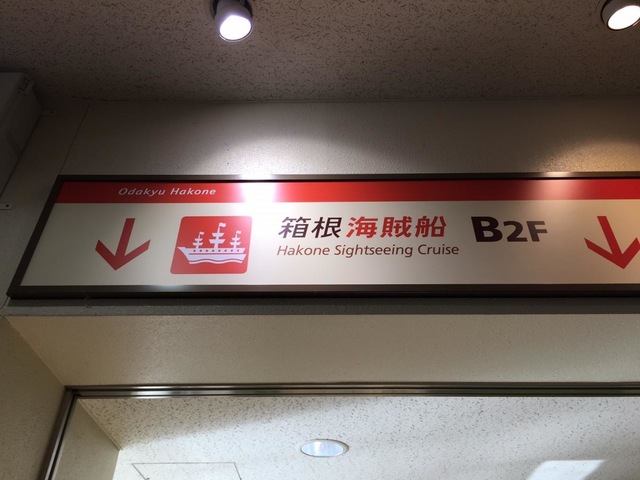 Odakyu Hakone
箱根海賊船 B2F
Hakone Sightseeing Cruise